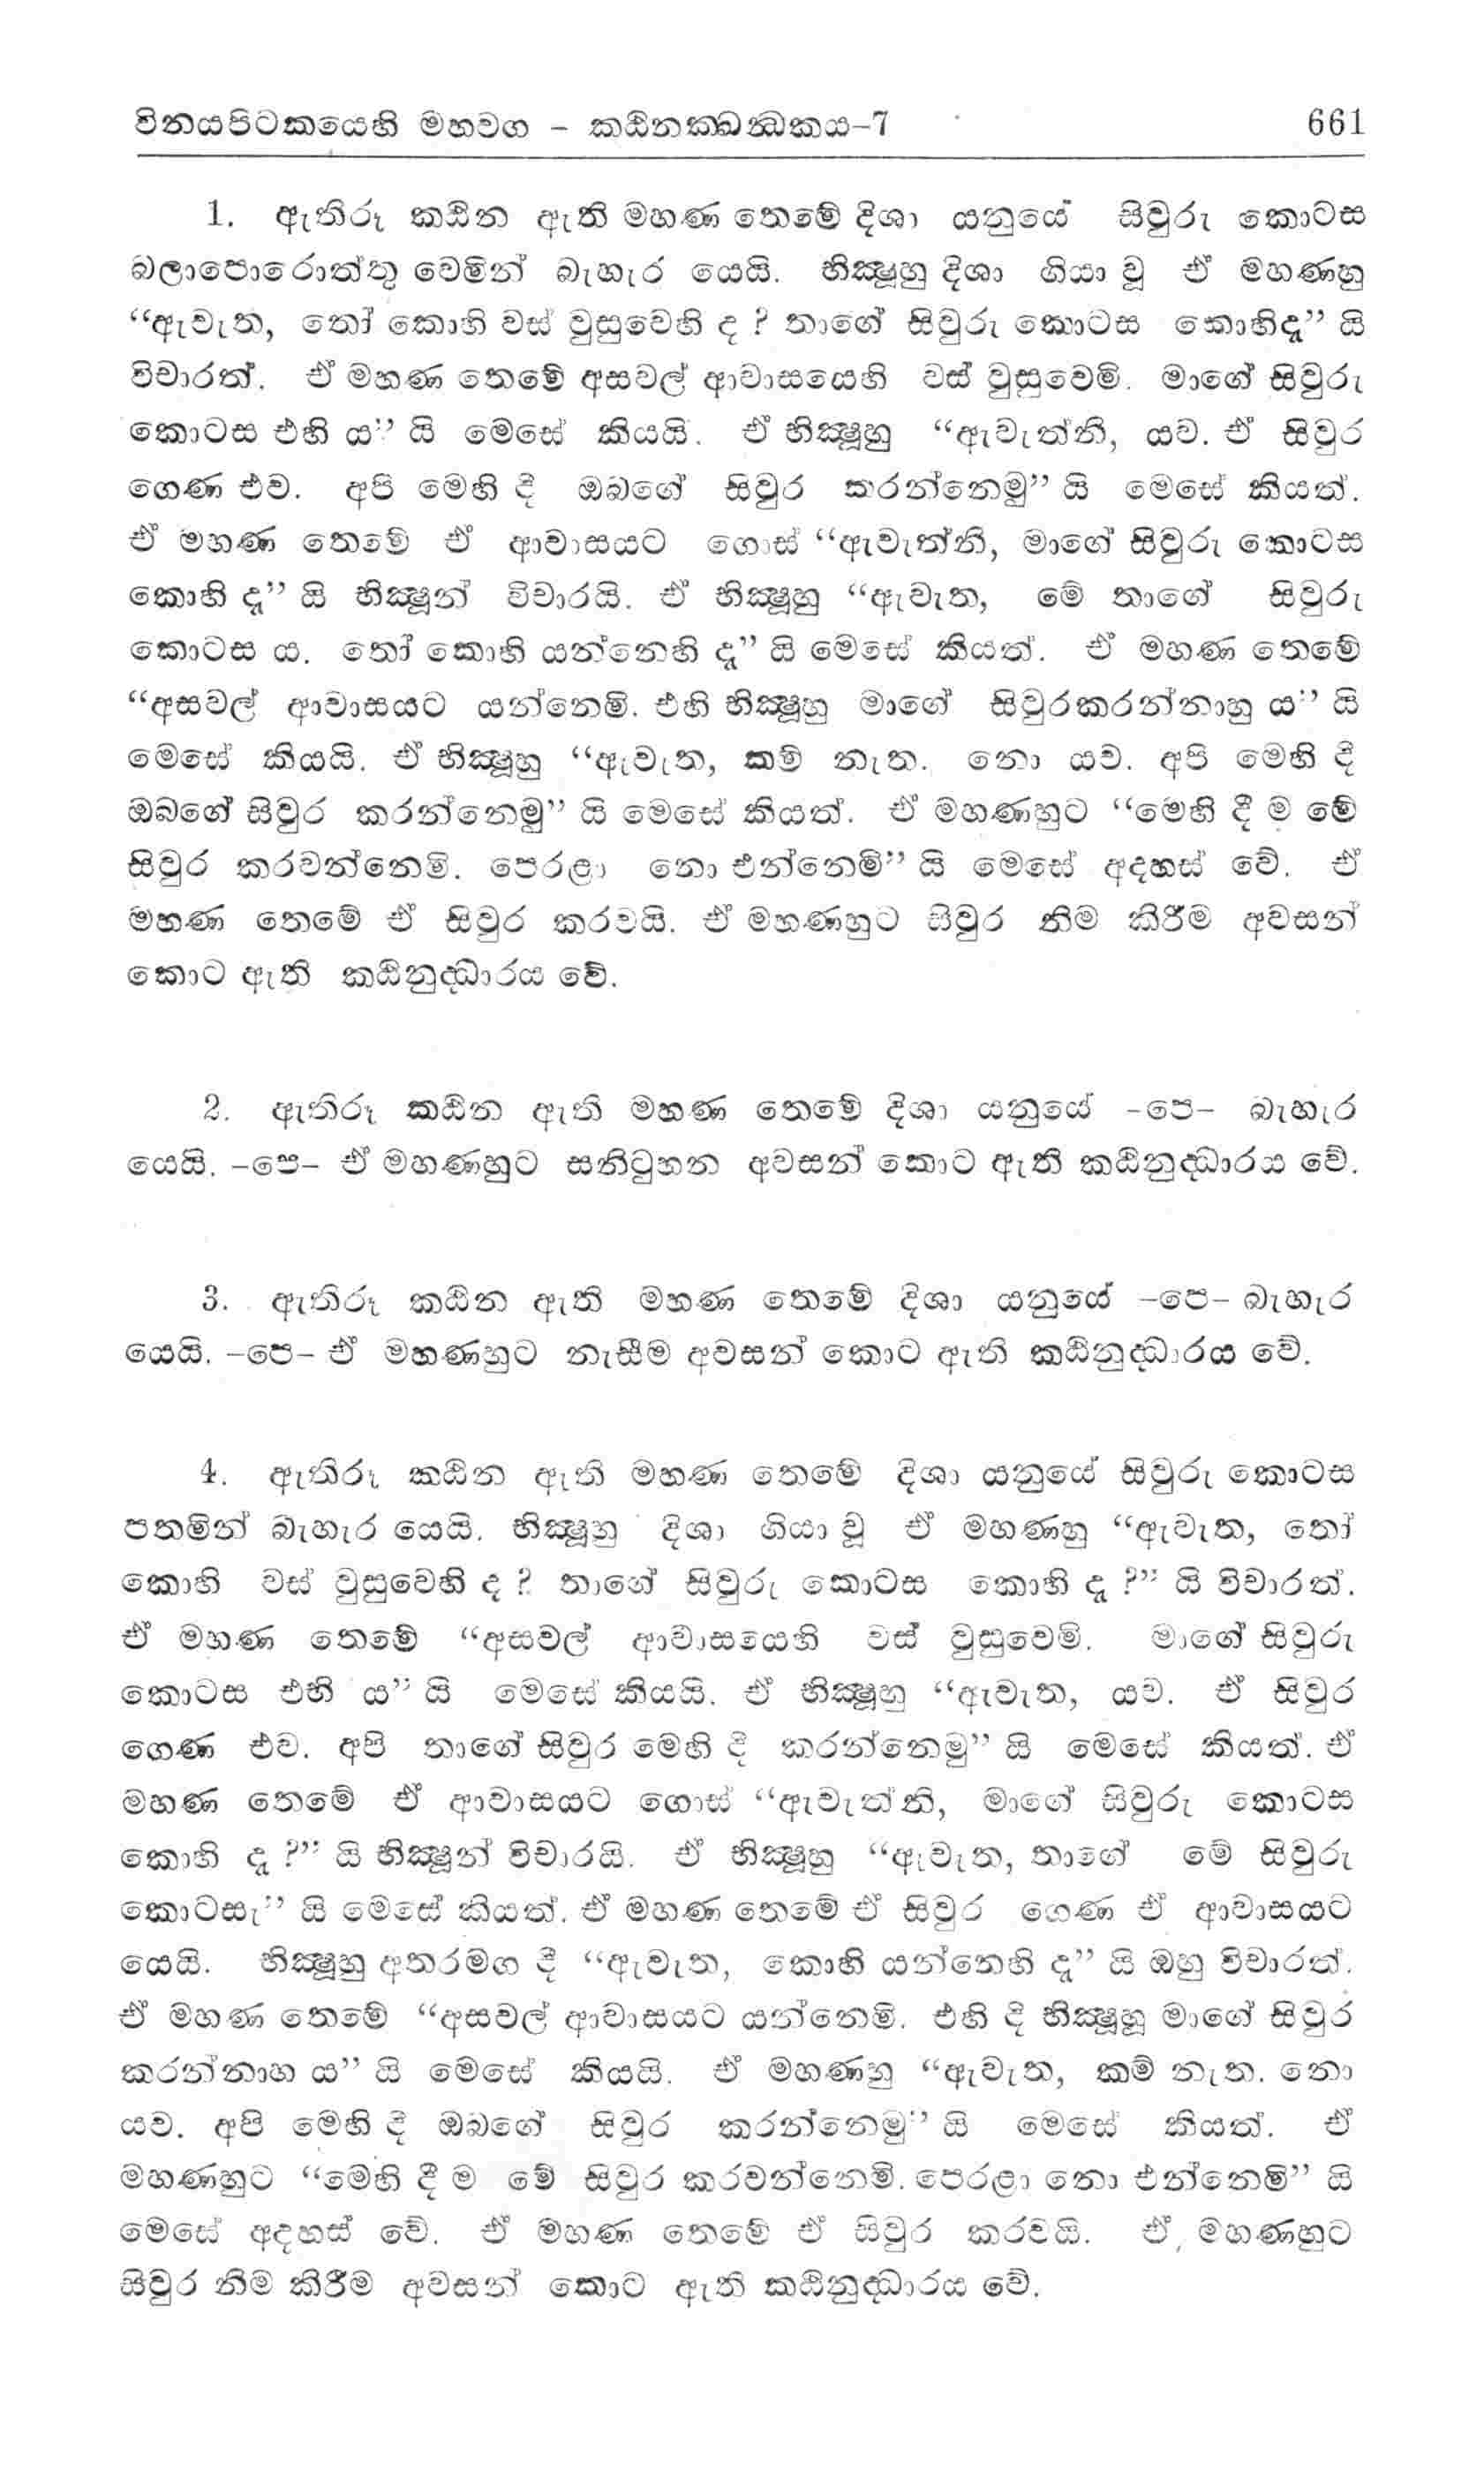 විනයපිටකයෙහි මහවග – කඨිනක්ඛන්ධකය–7 661
1. ඇතිරූ කඨින ඇති මහණ තෙමේ දිශා යනුයේ සිවුරු කොටස
බලාපොරොත්තු වෙමින් බැහැර යෙයි. භික්‍ෂූහු දිශා ගියා වූ ඒ මහණහු
“ඇවැත, තෝ කොහි වස් වුසුවෙහි ද ? තාගේ සිවුරු කොටස කොහිදැ” යි
විචාරත්. ඒ මහණ තෙමේ අසවල් ආවාසයෙහි වස් වුසුවෙමි. මාගේ සිවුරු
කොටස එහි ය” යි මෙසේ කියයි. ඒ භික්‍ෂූහු “ඇවැත්නි, යව. ඒ සිවුර
ගෙණ එව. අපි මෙහි දි ඔබගේ සිවුර කරන්නෙමු” යි මෙසේ කියත්.
ඒ මහණ තෙමේ ඒ ආවාසයට ගොස් “ඇවැත්නි, මාගේ සිවුරු කොටස
කොහි දැ” යි භික්‍ෂූන් විචාරයි. ඒ භික්‍ෂූහු “ඇවැත, මේ තාගේ සිවුරු
කොටස ය. තෝ කොහි යන්නෙහි දැ” යි මෙසේ කියත්. ඒ මහණ තෙමේ
“අසවල් ආවාසයට යන්නෙමි. එහි භික්‍ෂූහු මාගේ සිවුරකරන්නාහු ය” යි
මෙසේ කියයි. ඒ භික්‍ෂූහු “ඇවැත, කම් නැත. නො යව. අපි මෙහි දි
ඔබගේ සිවුර කරන්නෙමු” යි මෙසේ කියත්. ඒ මහණහුට “මෙහි දී ම මේ
සිවුර කරවන්නෙමි. පෙරළා නො එන්නෙමි” යි මෙසේ අදහස් වේ. ඒ
මහණ තෙමේ ඒ සිවුර කරවයි. ඒ මහණහුට සිවුර නිම කිරීම අවසන්
කොට ඇති කඨිනුද්ධාරය වේ.
2. ඇතිරූ කඨින ඇති මහණ තෙමේ දිශා යනුයේ –පෙ– බැහැර
යෙයි. –පෙ– ඒ මහණහුට සනිටුහන අවසන් කොට ඇති කඨිනුද්ධාරය වේ.
3. ඇතිරූ කඨින ඇති මහණ තෙමේ දිශා යනුයේ –පෙ– බැහැර
යෙයි. –පෙ– ඒ මහණහුට නැසීම අවසන් කොට ඇති කඨිනුද්ධාරය වේ.
4. ඇතිරූ කඨින ඇති මහණ තෙමේ දිශා යනුයේ සිවුරු කොටස
පතමින් බැහැර යෙයි. භික්‍ෂූහු දිශා ගියා වූ ඒ මහණහු “ඇවැත, තෝ
කොහි වස් වුසුවෙහි ද ? තාගේ සිවුරු කොටස කොහි දැ ?” යි විචාරත්.
ඒ මහණ තෙමේ “අසවල් ආවාසයෙහි වස් වුසුවෙමි. මාගේ සිවුරු
කොටස එහි ය” යි මෙසේ කියයි. ඒ භික්‍ෂූහු “ඇවැත, යව. ඒ සිවුර
ගෙණ එව. අපි තාගේ සිවුර මෙහි දි කරන්නෙමු” යි මෙසේ කියත්. ඒ
මහණ තෙමේ ඒ ආවාසයට ගොස් “ඇවැත්නි, මාගේ සිවුරු කොටස
කොහි දැ ?” යි භික්‍ෂූන් විචාරයි. ඒ භික්‍ෂූහු “ඇවැත, තාගේ මේ සිවුරු
කොටසැ” යි මෙසේ කියත්. ඒ මහණ තෙමේ ඒ සිවුර ගෙණ ඒ ආවාසයට
යෙයි. භික්‍ෂූහු අතරමග දී “ඇවැත, කොහි යන්නෙහි දැ” යි ඔහු විචාරත්.
ඒ මහණ තෙමේ “අසවල් ආවාසයට යන්නෙමි. එහි දි භික්‍ෂූහූ මාගේ සිවුර
කරන්නාහ ය” යි මෙසේ කියයි. ඒ මහණහු “ඇවැත, කම් නැත. නො
යව. අපි මෙහි දි ඔබගේ සිවුර කරන්නෙමු” යි මෙසේ කියත්. ඒ
මහණහුට “මෙහි දී ම මේ සිවුර කරවන්නෙමි. පෙරළා නො එන්නෙමි” යි
මෙසේ අදහස් වේ. ඒ මහණ තෙමේ ඒ සිවුර කරවයි. ඒ මහණහුට
සිවුර නිම කිරීම අවසන් කොට ඇති කඨිනුද්ධාරය වේ.